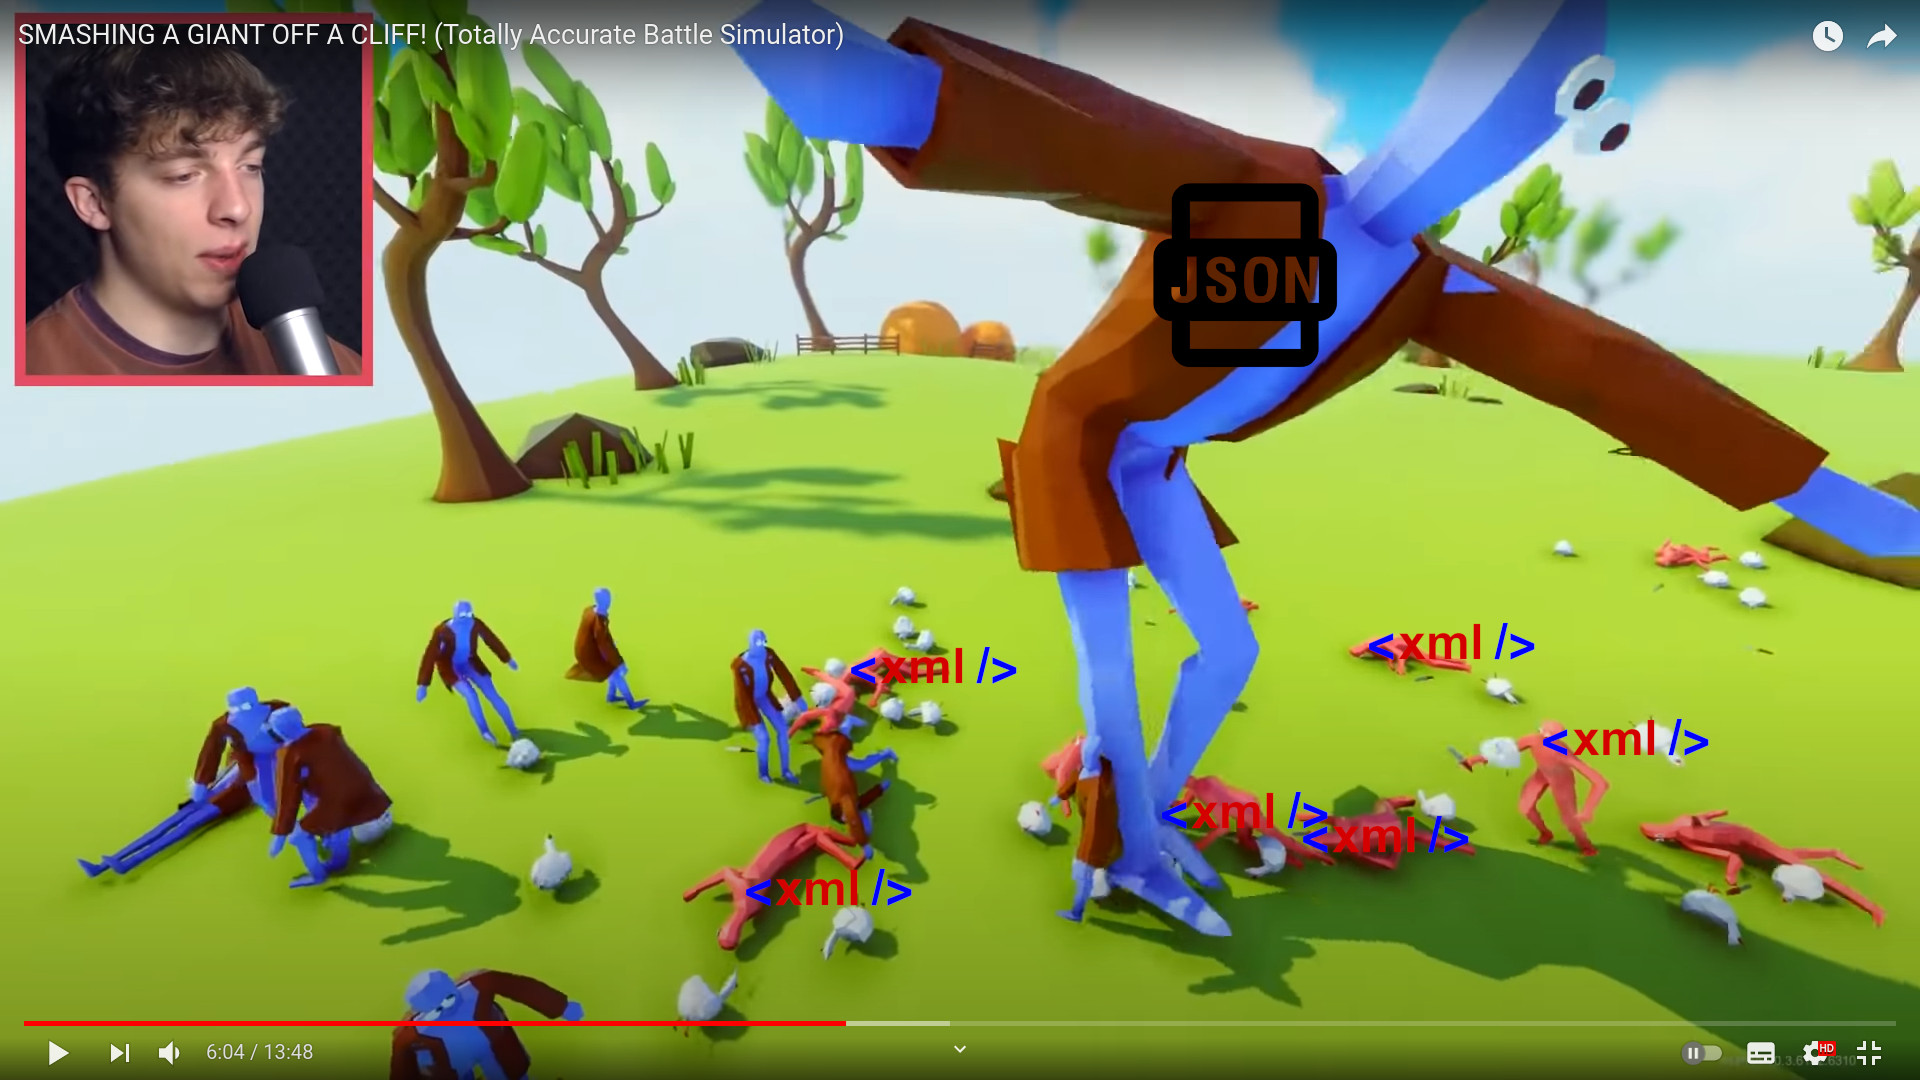 SMASHING A GIANT OFF A CLIFF! (Totally Accurate Battle Simulator)
JSON
<xml />
<xml />
<xml />
<xml />
<xml />
<xml />
6:04 / 13:48
HD